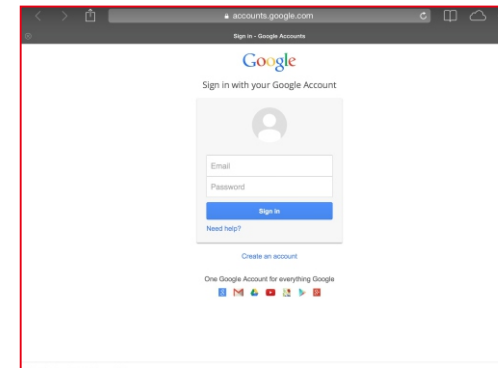 accounts.google.com
Sign in - Google Accounts
Google
Sign in with your Google Account
Email
Password
Sign in
Need help?
Create an account
One Google Account for everything Google